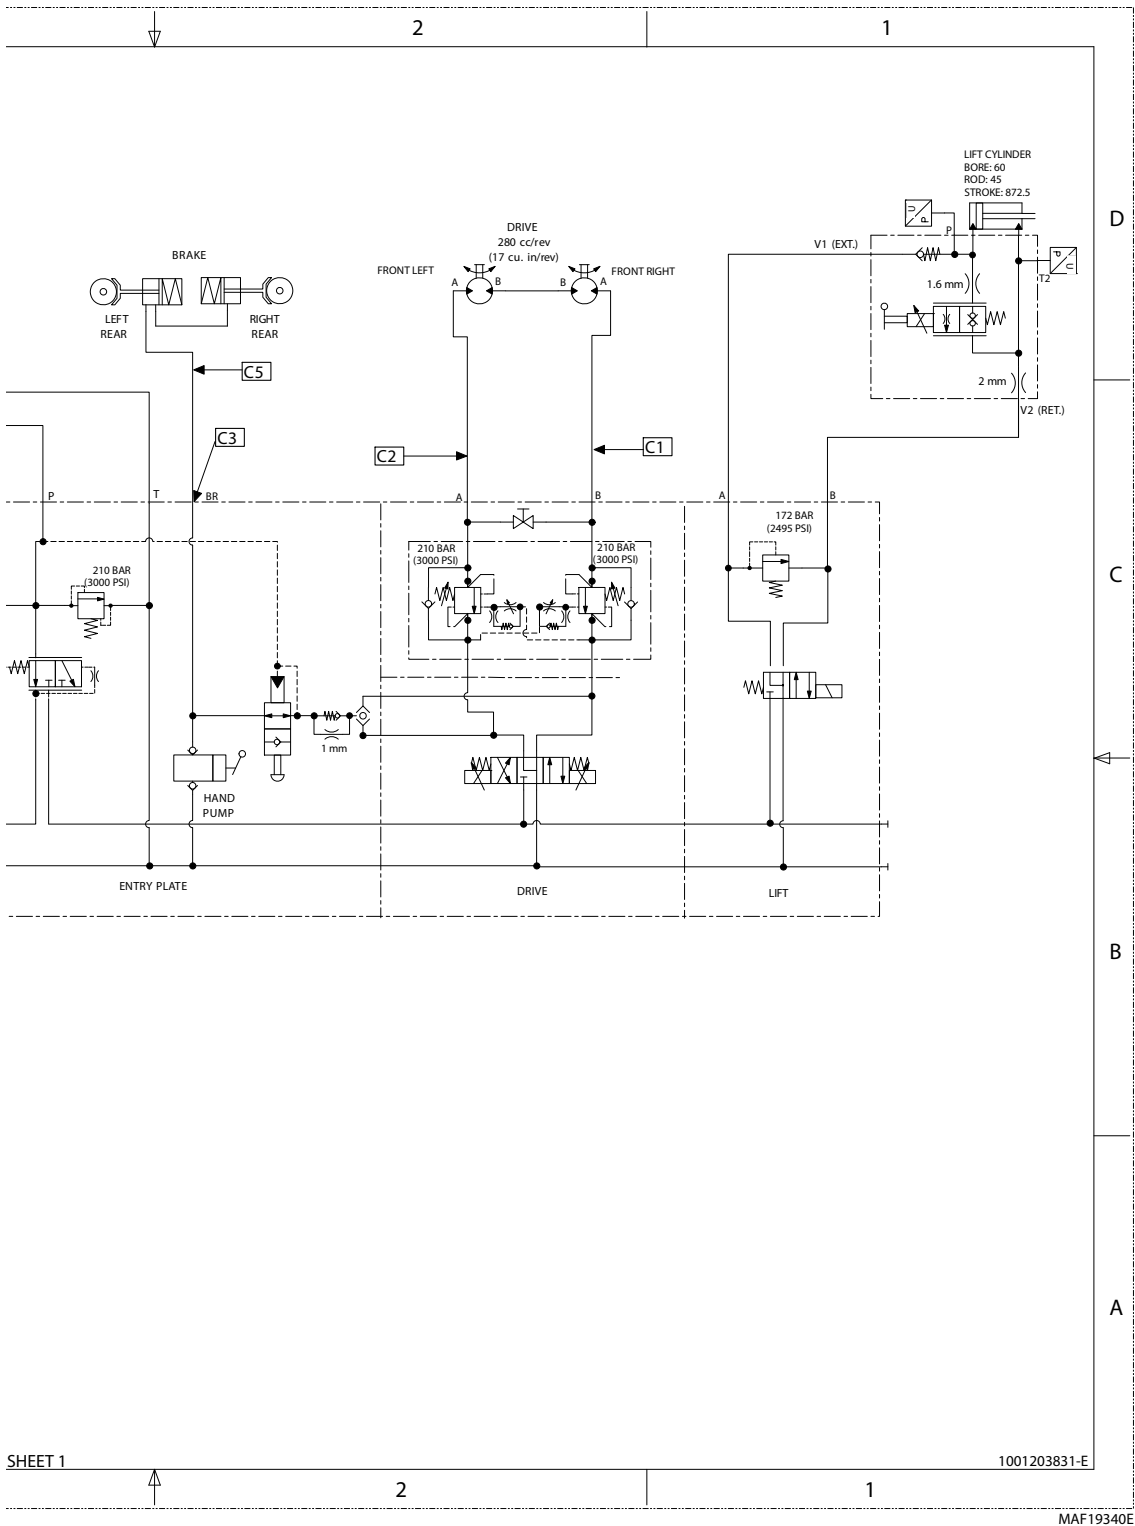 2
1
LIFT CYLINDER
BORE: 60
ROD: 45
STROKE: 872.5
U
P
P
D
DRIVE
280 cc/rev
(17 cu. in/rev)
V1 (EXT.)
BRAKE
FRONT LEFT
FRONT RIGHT
P
U
T2
A
B
B
A
1.6 mm
LEFT
REAR
RIGHT
REAR
C5
2 mm
V2 (RET.)
C3
C2
C1
P
T
BR
A
B
A
B
172 BAR
(2495 PSI)
210 BAR
(3000 PSI)
210 BAR
(3000 PSI)
210 BAR
(3000 PSI)
C
1 mm
HAND
PUMP
ENTRY PLATE
DRIVE
LIFT
B
A
SHEET 1
1001203831-E
2
1
MAF19340E